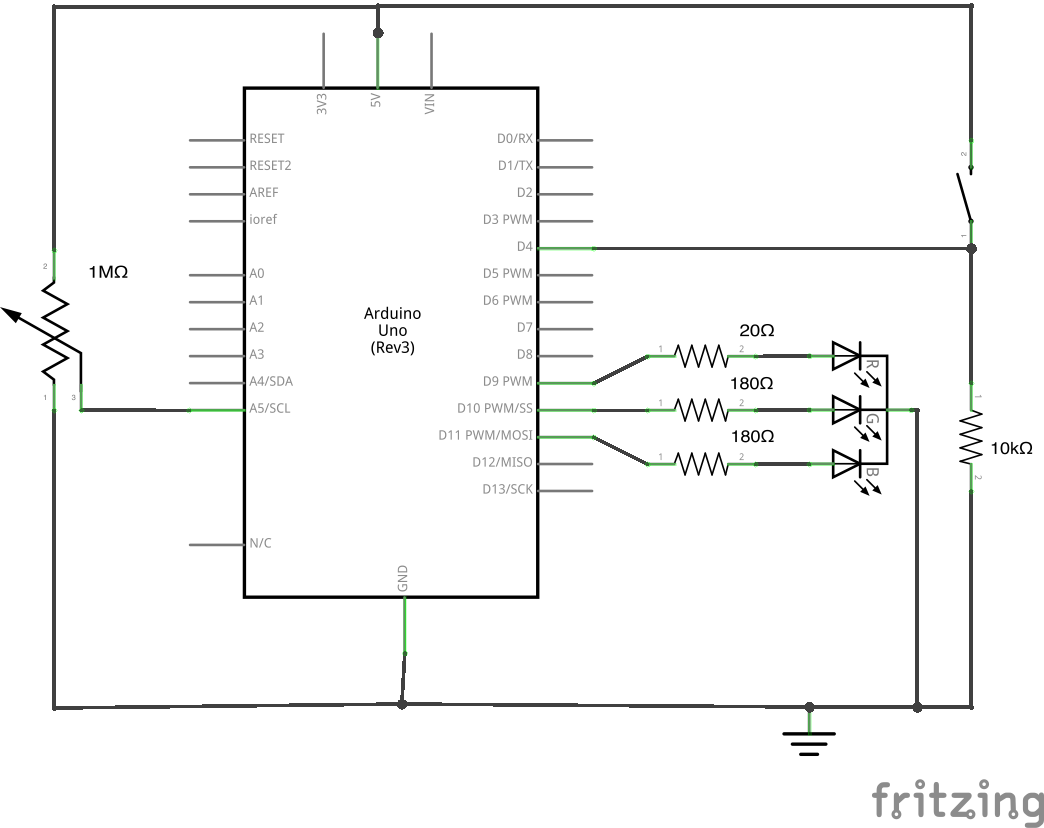 3V3
5V
VIN
RESET
D0/RX
RESET2
D1/TX
2
AREF
D2
ioref
D3 PWM
1
D4
2
1MΩ
A0
D5 PWM
A1
D6 PWM
Arduino
Uno
(Rev3)
A2
D7
20Ω
A3
D8
1
2
R
A4/SDA
D9 PWM
180Ω
1
3
1
A5/SCL
D10 PWM/SS
1
2
G
D11 PWM/MOSI
180Ω
10kΩ
D12/MISO
1
2
B
2
D13/SCK
N/C
GND
fritzing